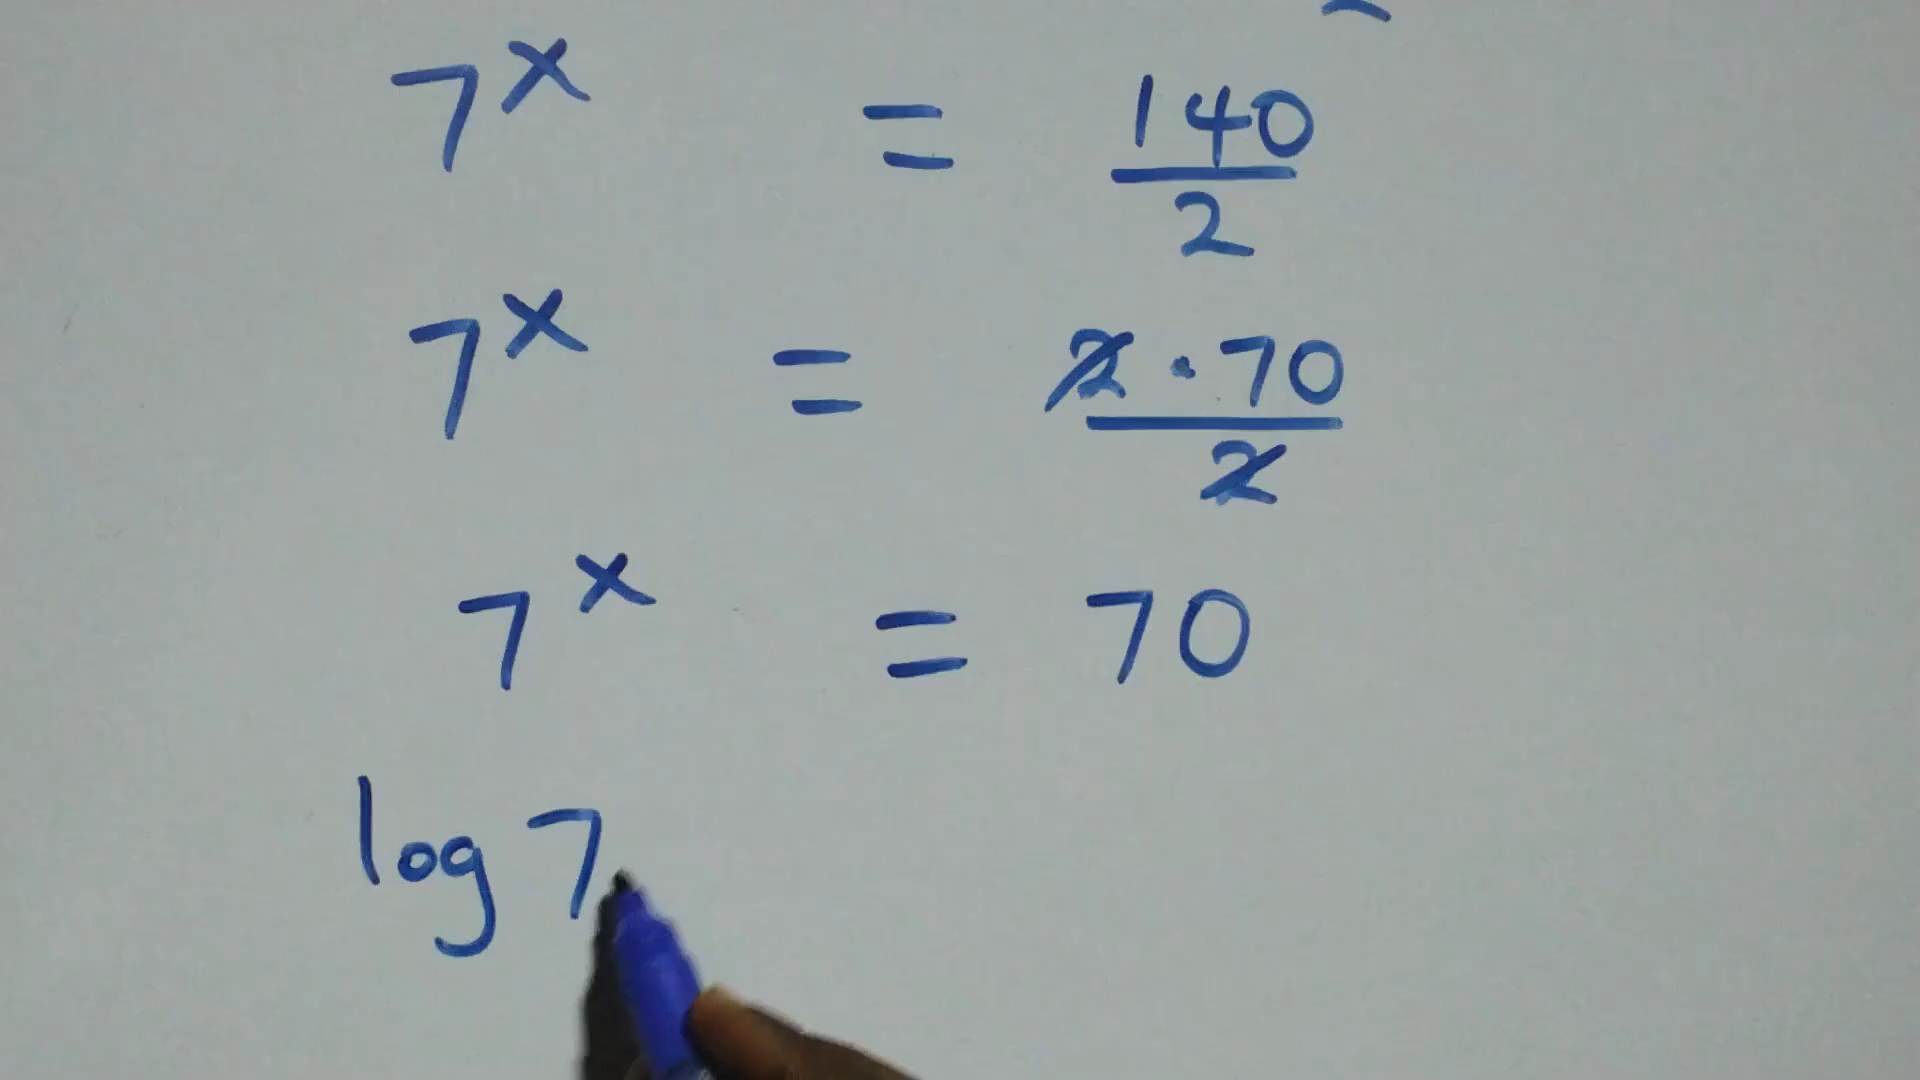 7^x = 140/2
7^x = 2·70/2
7^x = 70
log 7